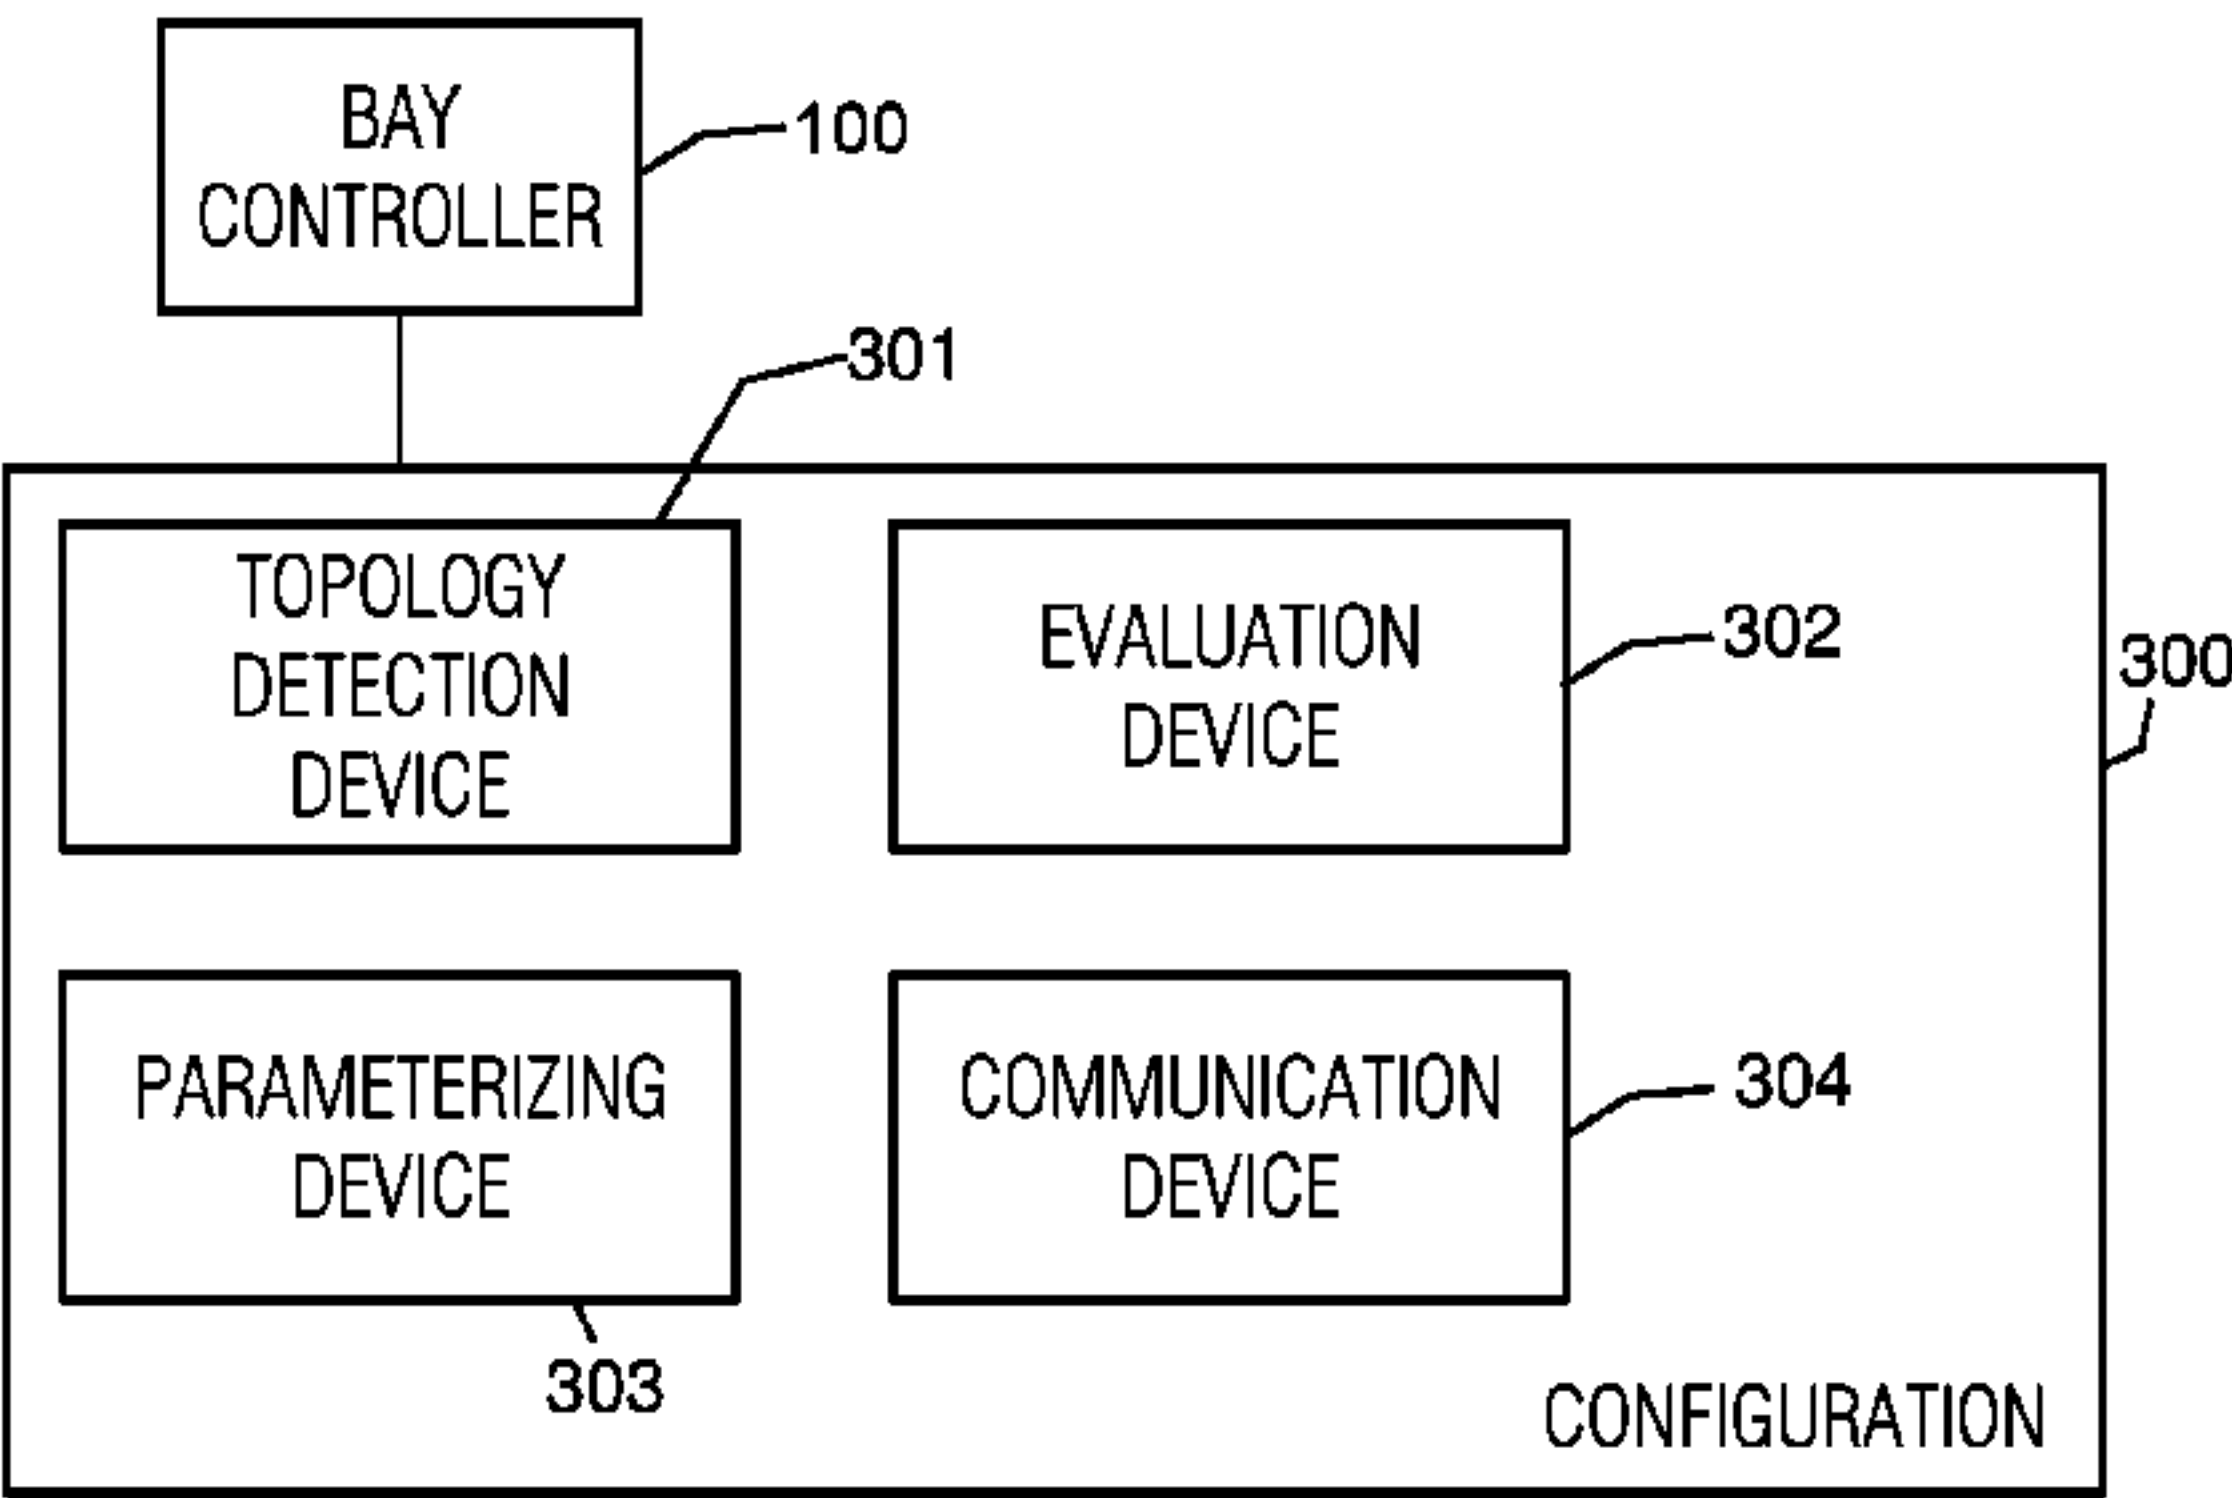 BAY
CONTROLLER
100
301
TOPOLOGY
DETECTION
DEVICE
EVALUATION
DEVICE
302
300
PARAMETERIZING
DEVICE
COMMUNICATION
DEVICE
304
303
CONFIGURATION